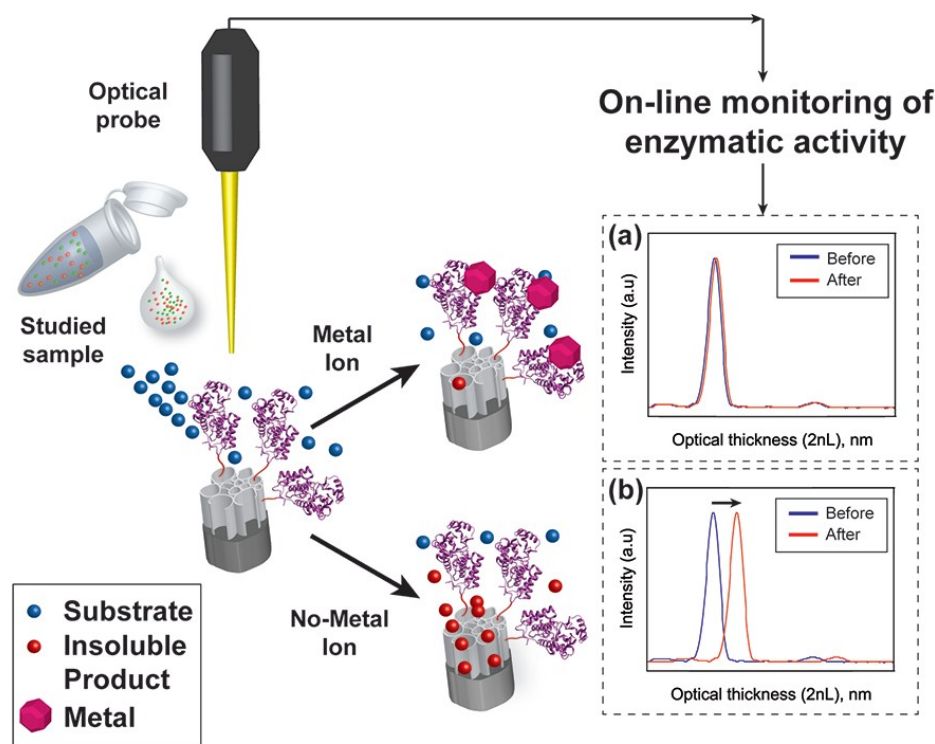 Optical
probe
On-line monitoring of
enzymatic activity
Studied
sample
Metal
Ion
No-Metal
Ion
Substrate
Insoluble
Product
Metal
(a)
Before
After
Intensity (a.u)
Optical thickness (2nL), nm
(b)
Before
After
Intensity (a.u)
Optical thickness (2nL), nm